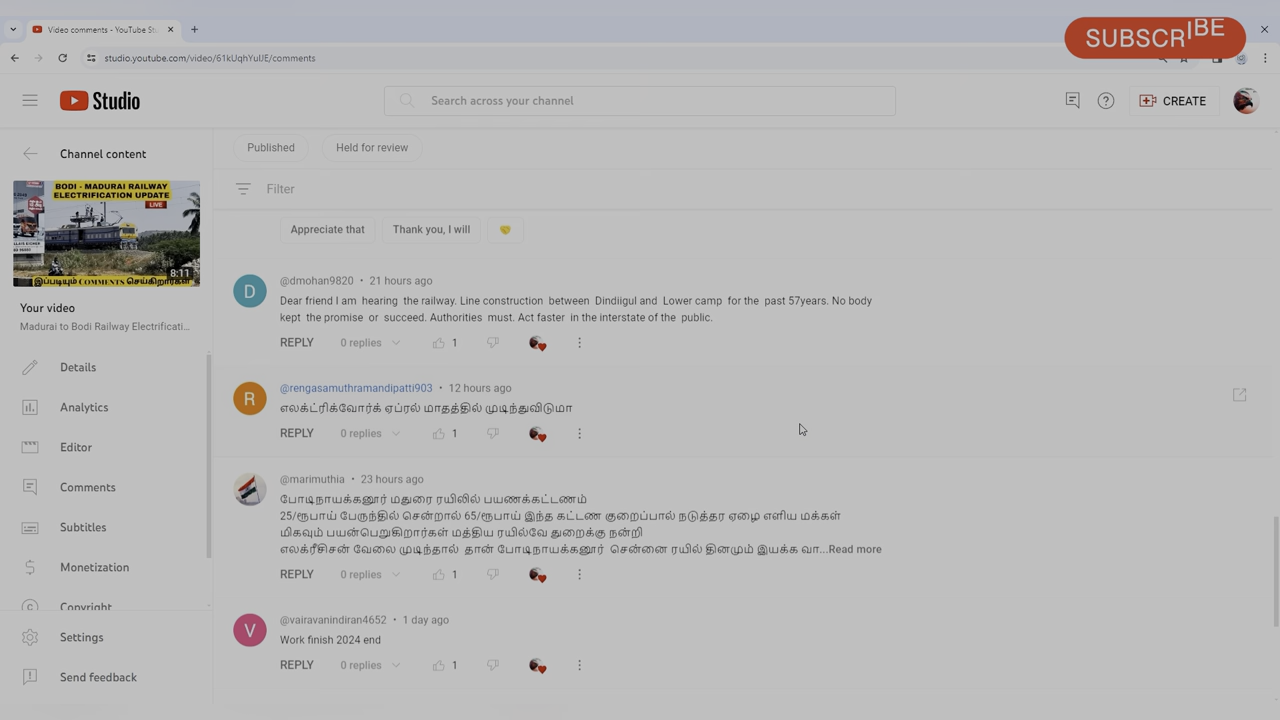 Video comments - YouTube St
SUBSCRIBE
studio.youtube.com/video/61kUqhYulJE/comments
Studio
Search across your channel
CREATE
Channel content
Published
Held for review
Filter
BODI - MADURAI RAILWAY
ELECTRIFICATION UPDATE
LIVE
8:11
இப்படியும் COMMENTS செய்கிறார்கள்
Your video
Madurai to Bodi Railway Electrificati...
Details
Analytics
Editor
Comments
Subtitles
Monetization
Copyright
Settings
Send feedback
Appreciate that
Thank you, I will
D
@dmohan9820 • 21 hours ago
Dear friend I am hearing the railway. Line construction between Dindiigul and Lower camp for the past 57years. No body
kept the promise or succeed. Authorities must. Act faster in the interstate of the public.
REPLY 0 replies 1
R
@rengasamuthramandipatti903 • 12 hours ago
எலக்ட்ரிக்வோர்க் ஏப்ரல் மாதத்தில் முடிந்துவிடுமா
REPLY 0 replies 1
@marimuthia • 23 hours ago
போடிநாயக்கனூர் மதுரை ரயிலில் பயணக்கட்டணம்
25/ரூபாய் பேருந்தில் சென்றால் 65/ரூபாய் இந்த கட்டண குறைப்பால் நடுத்தர ஏழை எளிய மக்கள்
மிகவும் பயன்பெறுகிறார்கள் மத்திய ரயில்வே துறைக்கு நன்றி
எலக்ரீசிசன் வேலை முடிந்தால் தான் போடிநாயக்கனூர் சென்னை ரயில் தினமும் இயக்க வா...Read more
REPLY 0 replies 1
V
@vairavanindiran4652 • 1 day ago
Work finish 2024 end
REPLY 0 replies 1